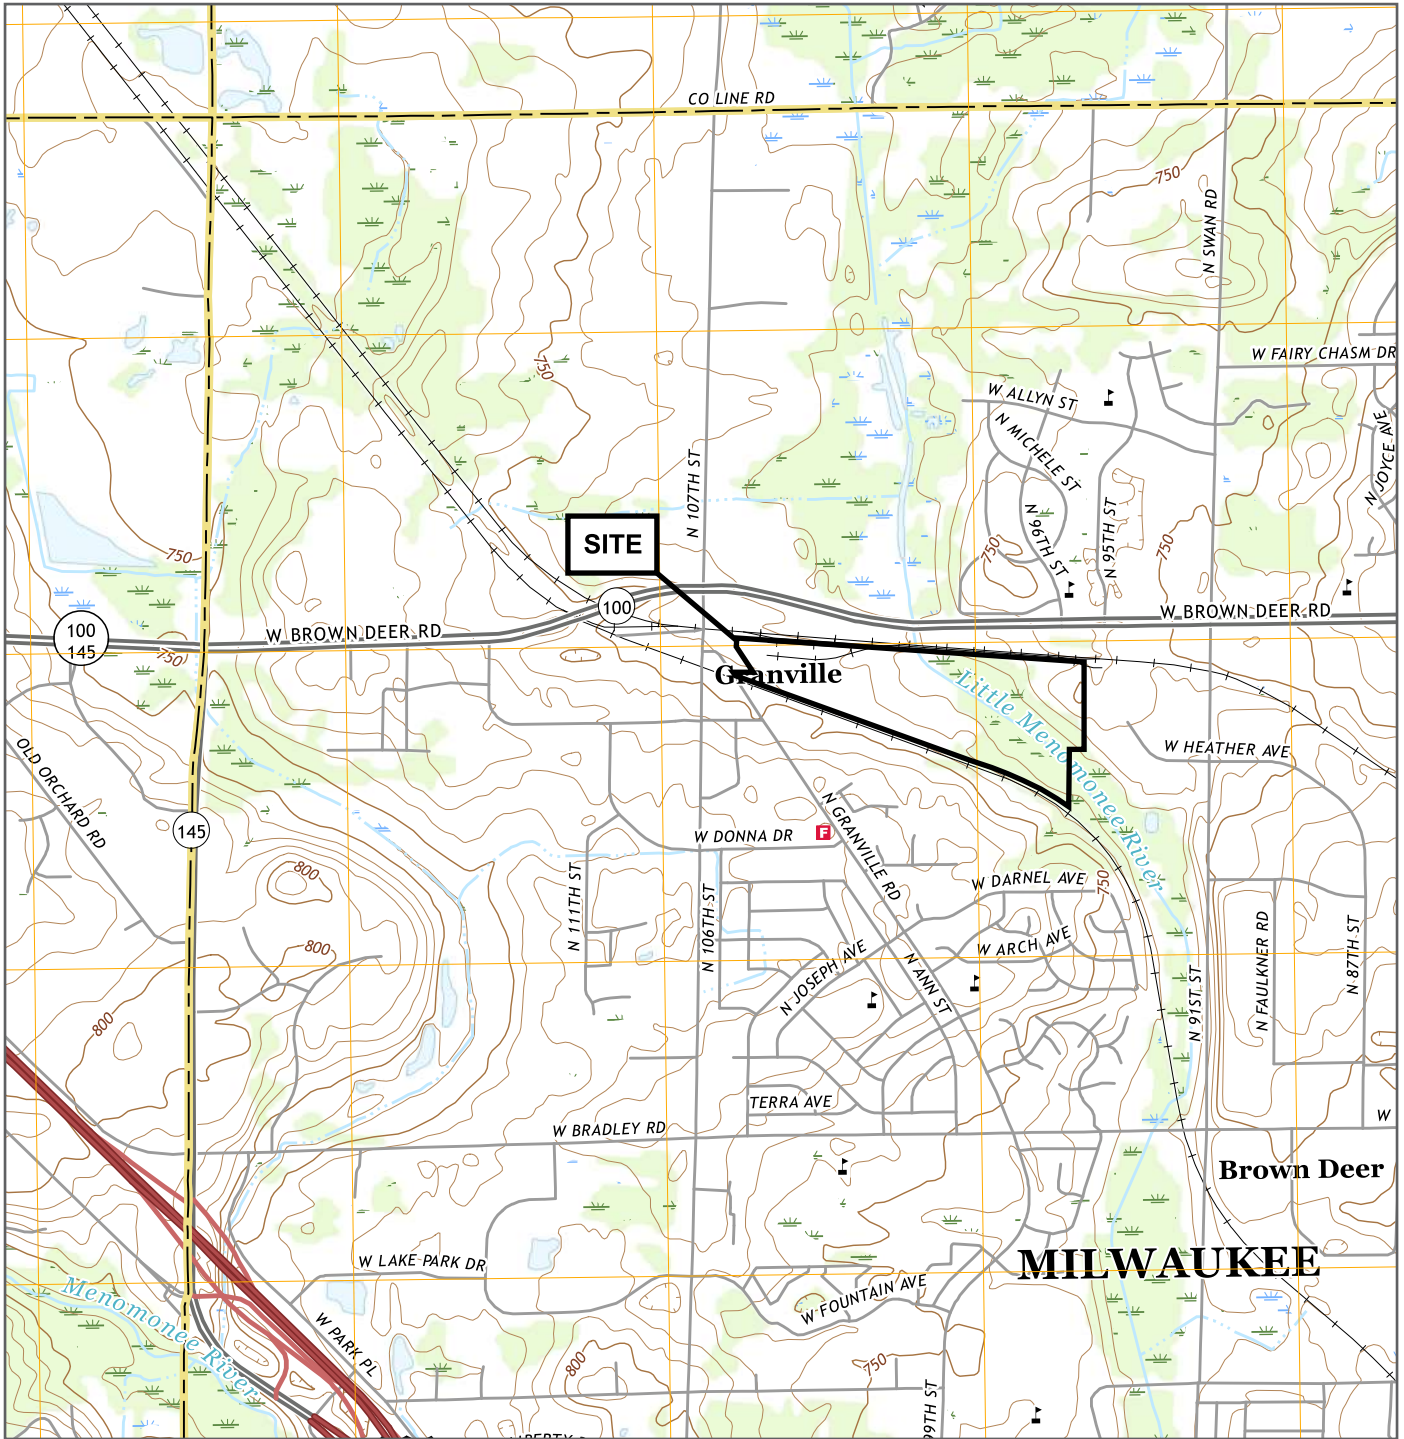 CO LINE RD
750
N SWAN RD
W FAIRY CHASM DR
750
W ALLYN ST
N MICHELE ST
N JOYCE AVE
N 107TH ST
N 96TH ST
N 95TH ST
750
750
750
SITE
100
100
145
W BROWN DEER RD
W BROWN DEER RD
750
Granville
Little Menomonee River
W HEATHER AVE
OLD ORCHARD RD
145
N GRANVILLE RD
W DONNA DR
F
800
W DARNEL AVE
750
N 111TH ST
N 106TH ST
W ARCH AVE
N FAULKNER RD
N 87TH ST
800
N JOSEPH AVE
N ANN ST
N 91ST ST
800
TERRA AVE
W BRADLEY RD
W
Brown Deer
W LAKE PARK DR
MILWAUKEE
Menomonee River
W FOUNTAIN AVE
W PARK PL
800
750
99TH ST